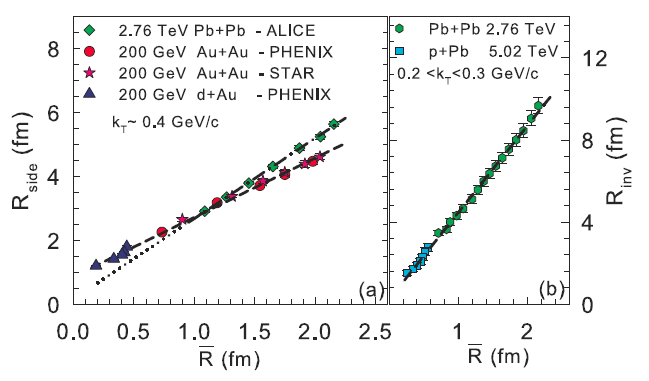 2.76 TeV Pb+Pb - ALICE
200 GeV Au+Au - PHENIX
200 GeV Au+Au - STAR
200 GeV d+Au - PHENIX
k_T ~ 0.4 GeV/c
R_side (fm)
8
6
4
2
0
0.0 0.5 1.0 1.5 2.0 2.5
R̅ (fm)
(a)
Pb+Pb 2.76 TeV
p+Pb 5.02 TeV
0.2 <k_T<0.3 GeV/c
12
8
4
0
R_inv (fm)
1 2
R̅ (fm)
(b)